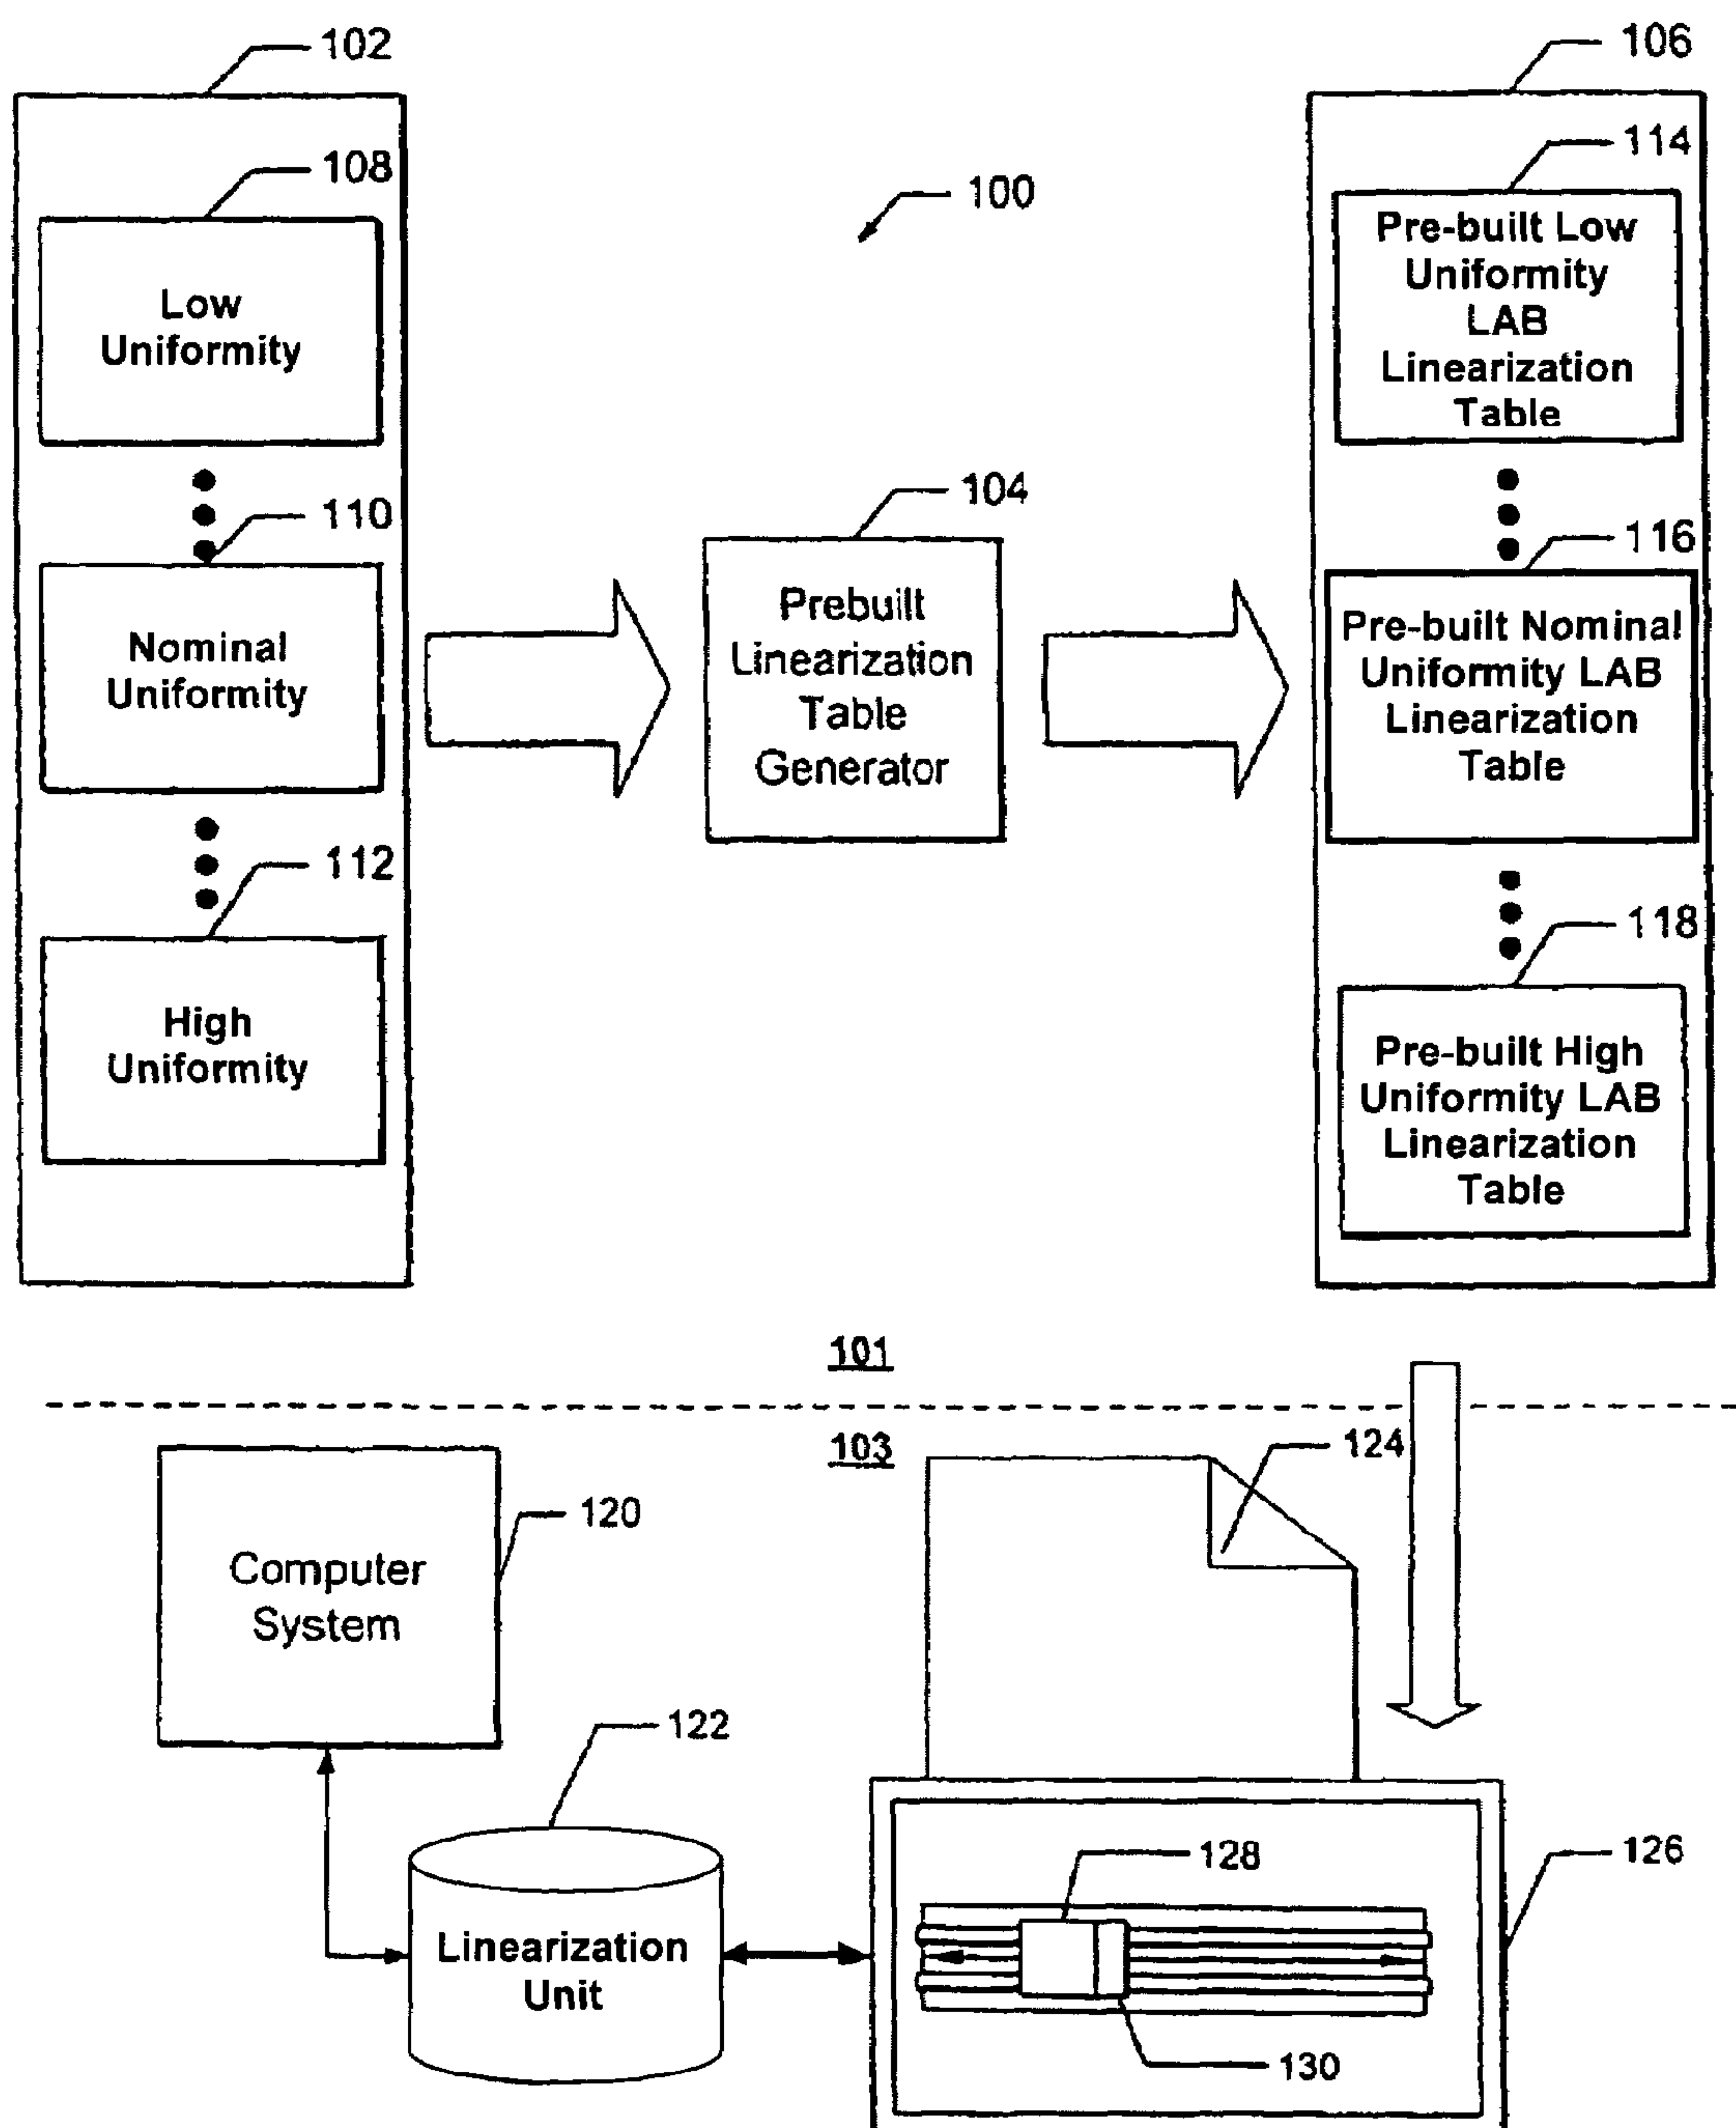 102
106
108
114
100
Low
Uniformity
Pre-built Low
Uniformity
LAB
Linearization
Table
110
104
116
Nominal
Uniformity
Prebuilt
Linearization
Table
Generator
Pre-built Nominal
Uniformity LAB
Linearization
Table
112
118
High
Uniformity
Pre-built High
Uniformity LAB
Linearization
Table
101
103
124
120
Computer
System
122
128
126
Linearization
Unit
130